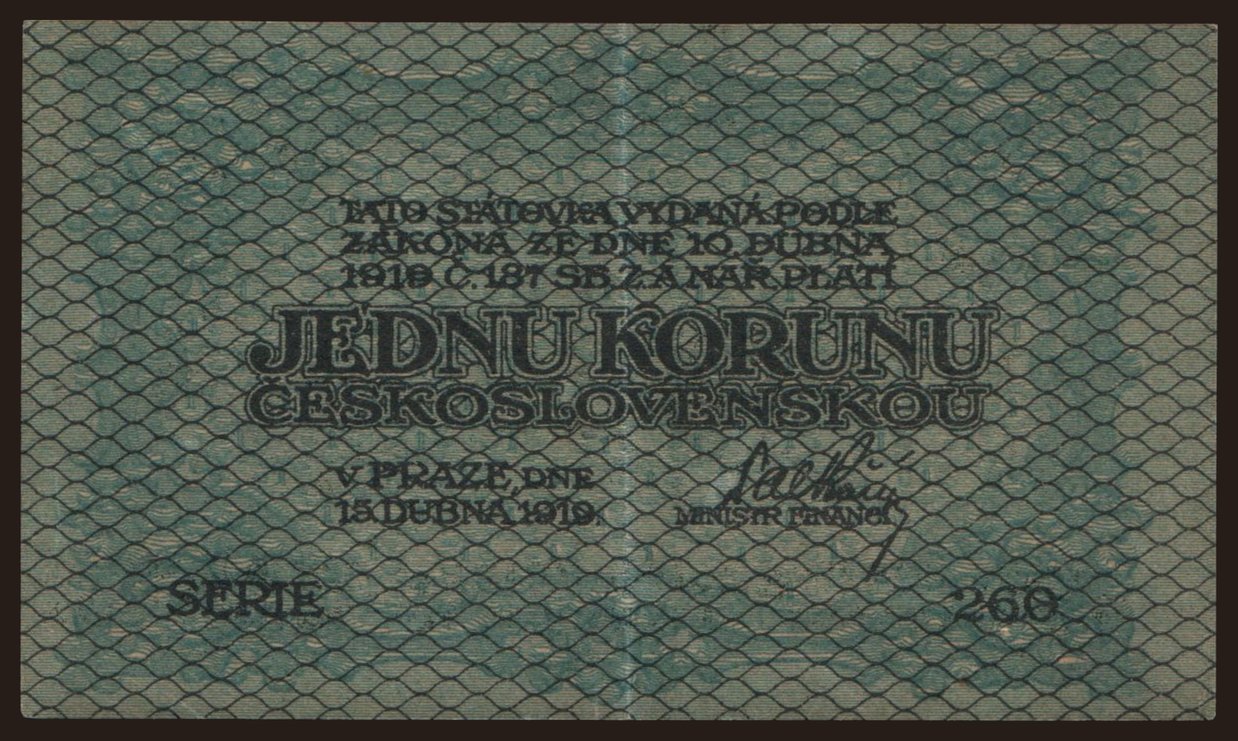 TATO STÁTOVKA VYDANÁ PODLE
ZÁKONA ZE DNE 10. DUBNA
1919 Č. 187 SB. Z. A NAŘ. PLATÍ
JEDNU KORUNU
ČESKOSLOVENSKOU
V PRAZE, DNE
15. DUBNA 1919.
MINISTR FINANCÍ
SERIE 260